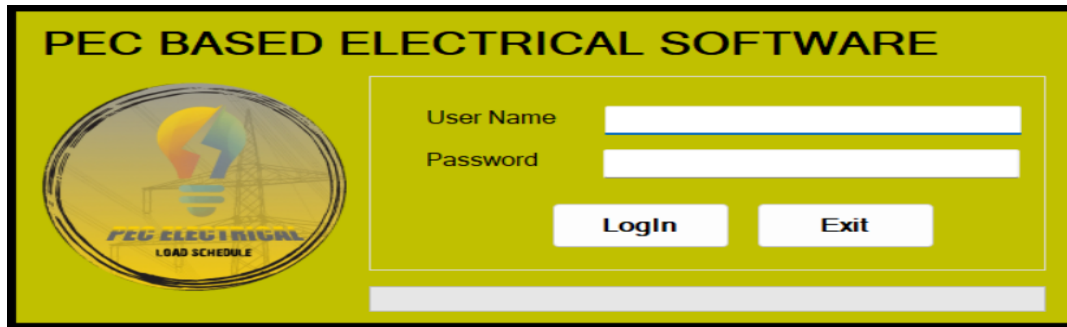 PEC BASED ELECTRICAL SOFTWARE
User Name
Password
LogIn
Exit
PEC ELECTRICAL
LOAD SCHEDULE